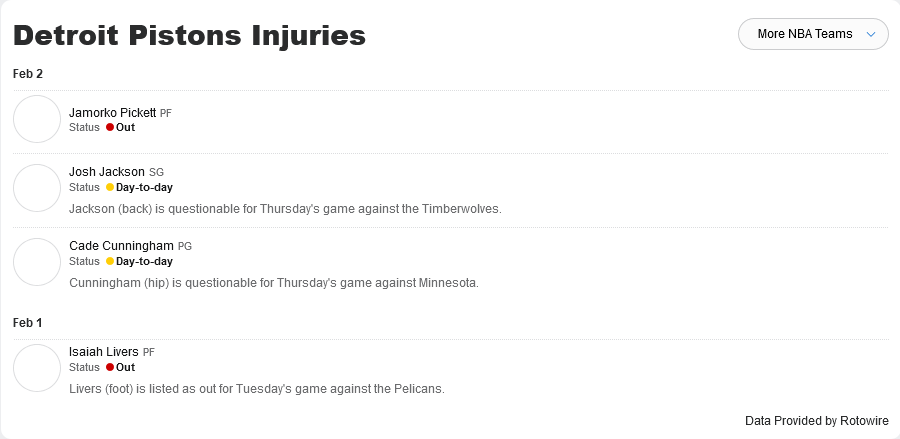 Detroit Pistons Injuries
More NBA Teams
Feb 2
Jamorko Pickett PF
Status Out
Josh Jackson SG
Status Day-to-day
Jackson (back) is questionable for Thursday's game against the Timberwolves.
Cade Cunningham PG
Status Day-to-day
Cunningham (hip) is questionable for Thursday's game against Minnesota.
Feb 1
Isaiah Livers PF
Status Out
Livers (foot) is listed as out for Tuesday's game against the Pelicans.
Data Provided by Rotowire